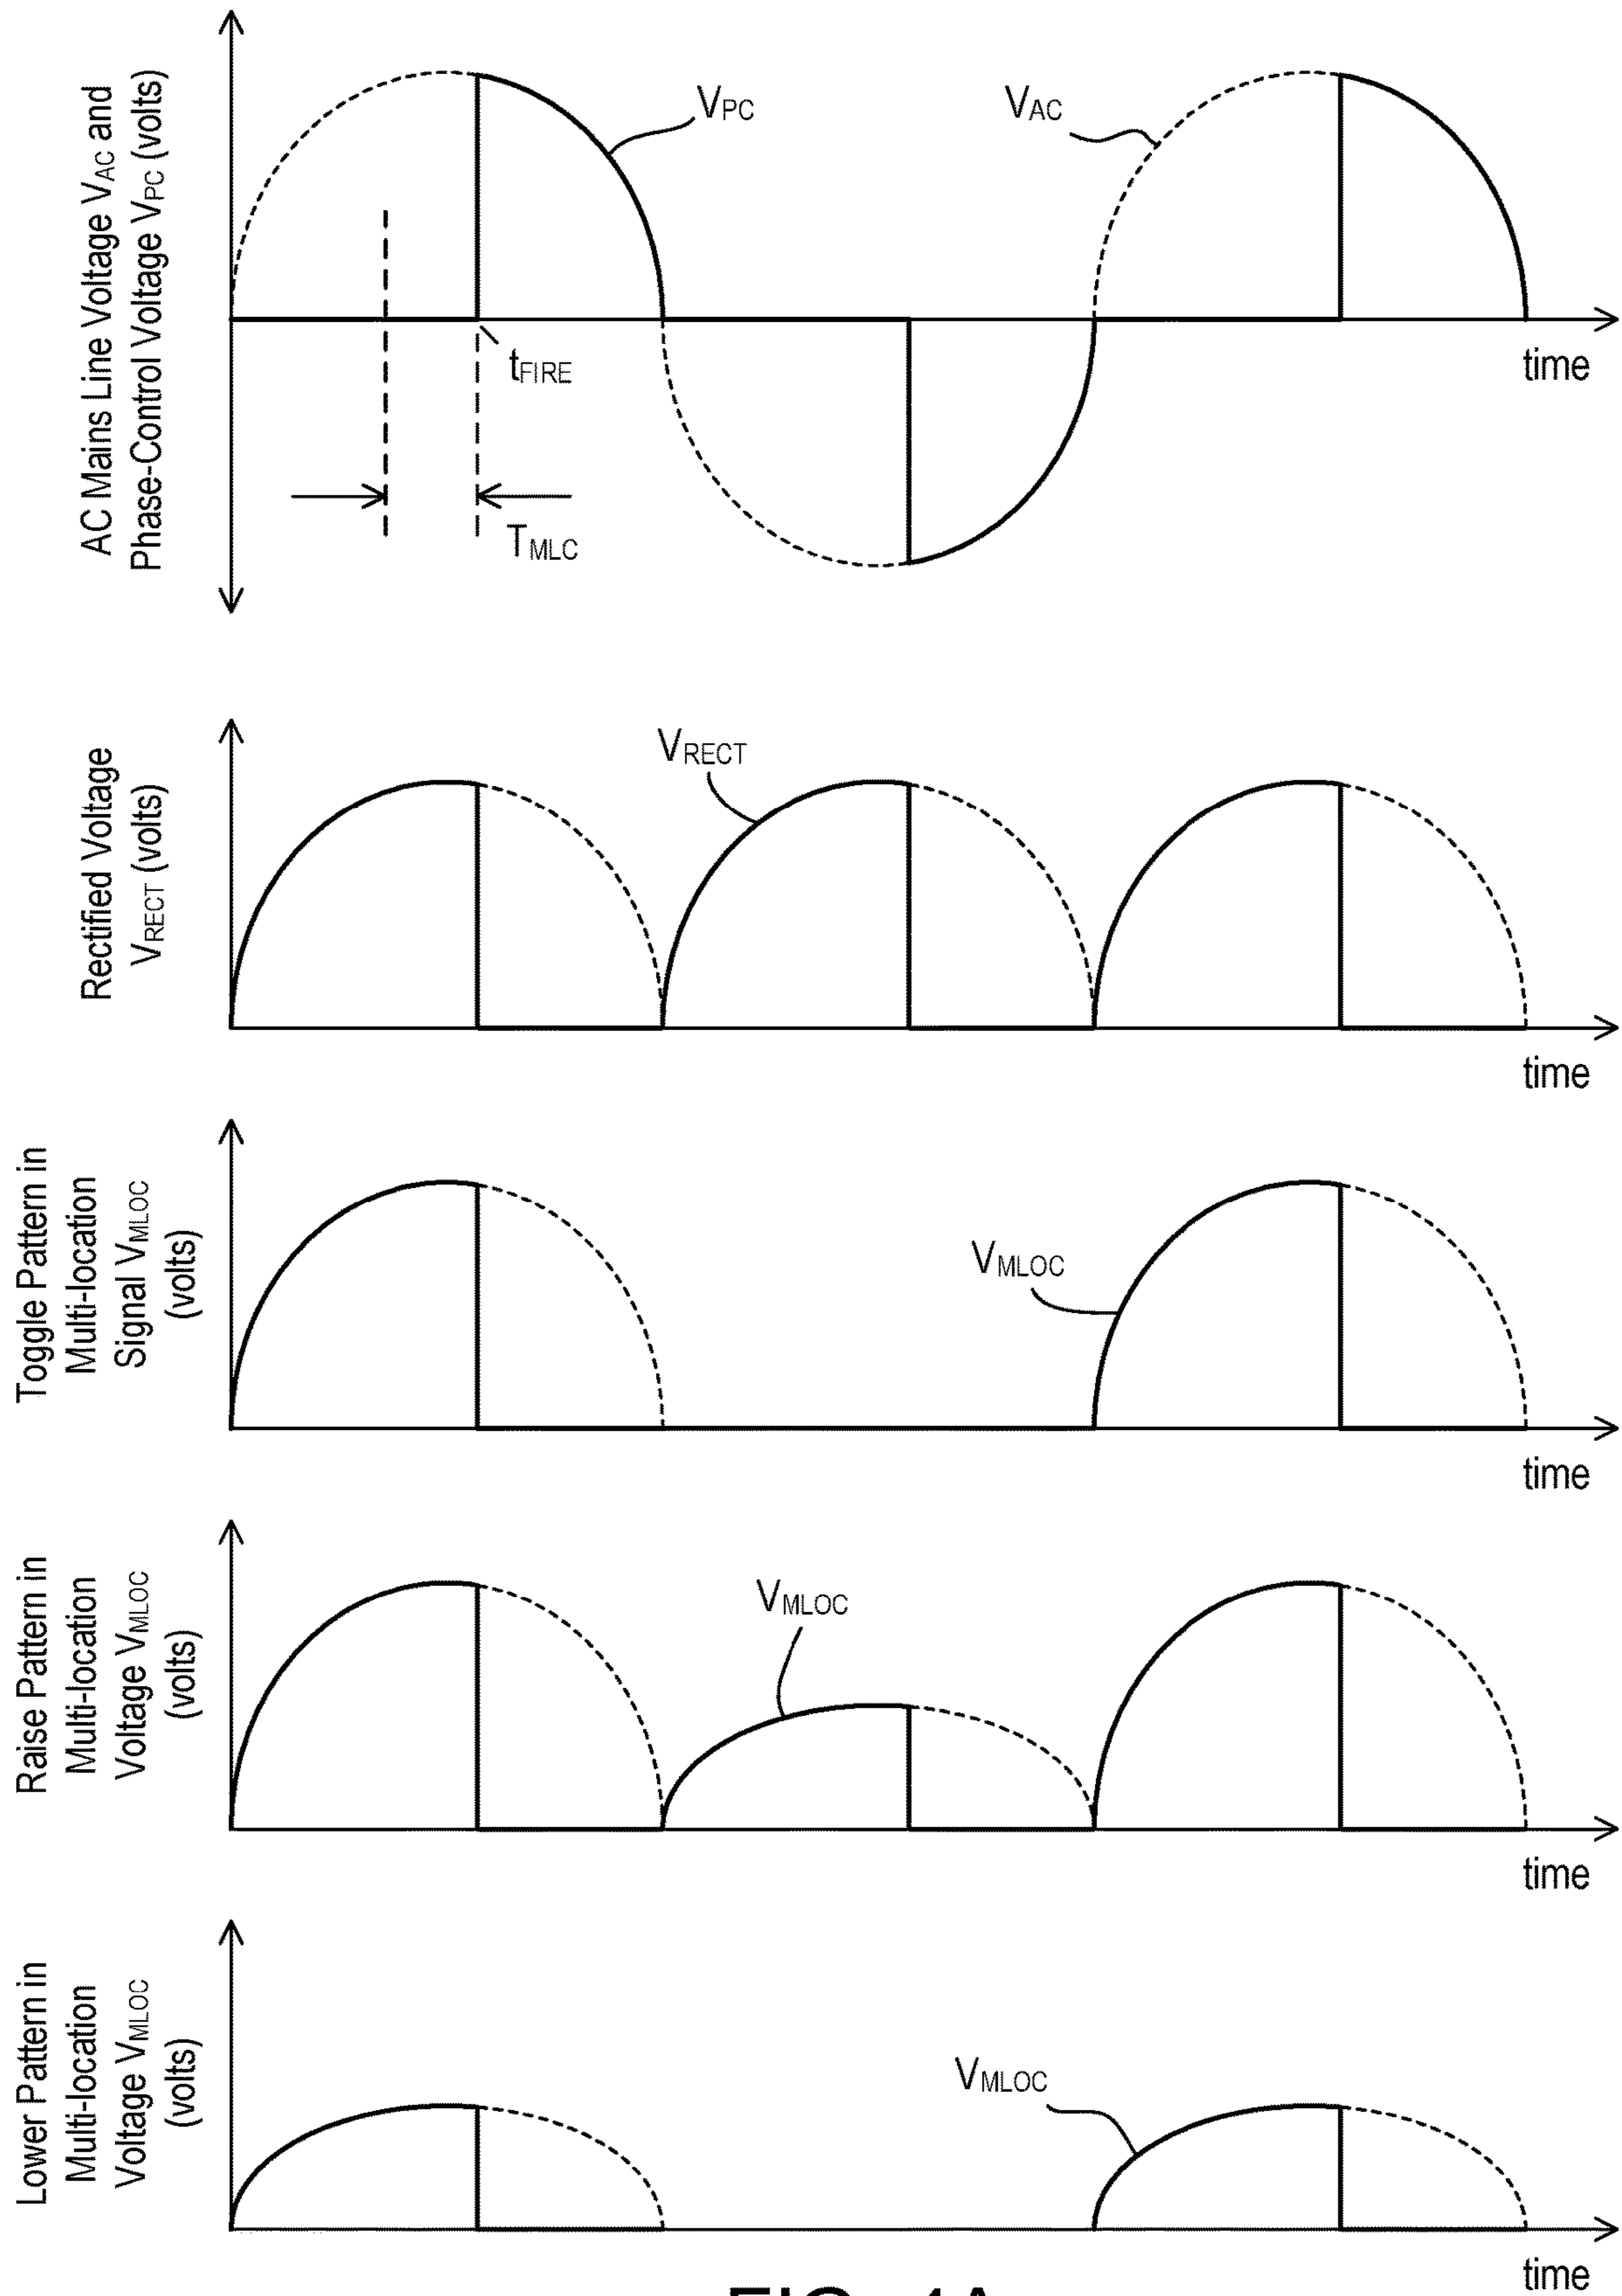 AC Mains Line Voltage VAC and
Phase-Control Voltage VPC (volts)
VPC
VAC
tFIRE
TMLC
time
Rectified Voltage
VRECT (volts)
VRECT
time
Toggle Pattern in
Multi-location
Signal VMLOC
(volts)
VMLOC
time
Raise Pattern in
Multi-location
Voltage VMLOC
(volts)
VMLOC
time
Lower Pattern in
Multi-location
Voltage VMLOC
(volts)
VMLOC
time